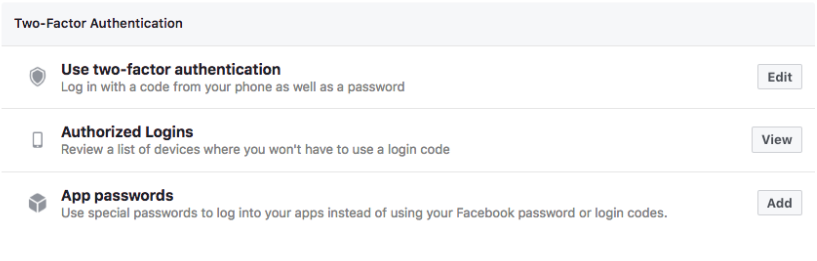 Two-Factor Authentication
Use two-factor authentication
Log in with a code from your phone as well as a password
Edit
Authorized Logins
Review a list of devices where you won't have to use a login code
View
App passwords
Use special passwords to log into your apps instead of using your Facebook password or login codes.
Add